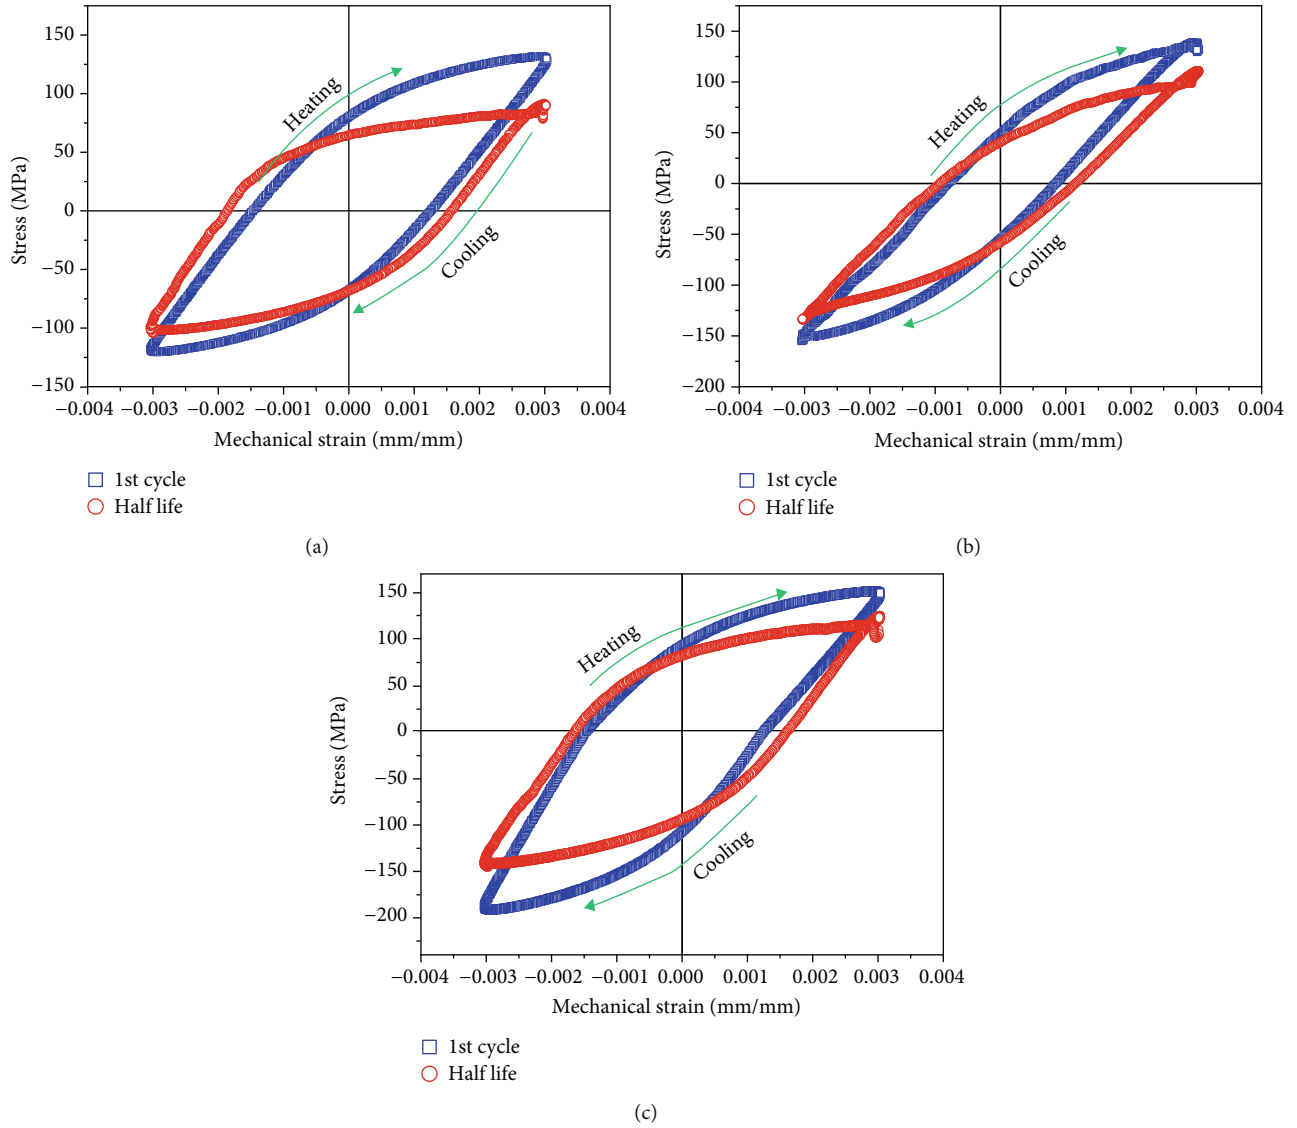 150
100
50
0
−50
−100
−150
Stress (MPa)
Heating
Cooling
−0.004 −0.003 −0.002 −0.001 0.000 0.001 0.002 0.003 0.004
Mechanical strain (mm/mm)
1st cycle
Half life
(a)
150
100
50
0
−50
−100
−150
−200
Stress (MPa)
Heating
Cooling
−0.004 −0.003 −0.002 −0.001 0.000 0.001 0.002 0.003 0.004
Mechanical strain (mm/mm)
1st cycle
Half life
(b)
150
100
50
0
−50
−100
−150
−200
Stress (MPa)
Heating
Cooling
−0.004 −0.003 −0.002 −0.001 0.000 0.001 0.002 0.003 0.004
Mechanical strain (mm/mm)
1st cycle
Half life
(c)